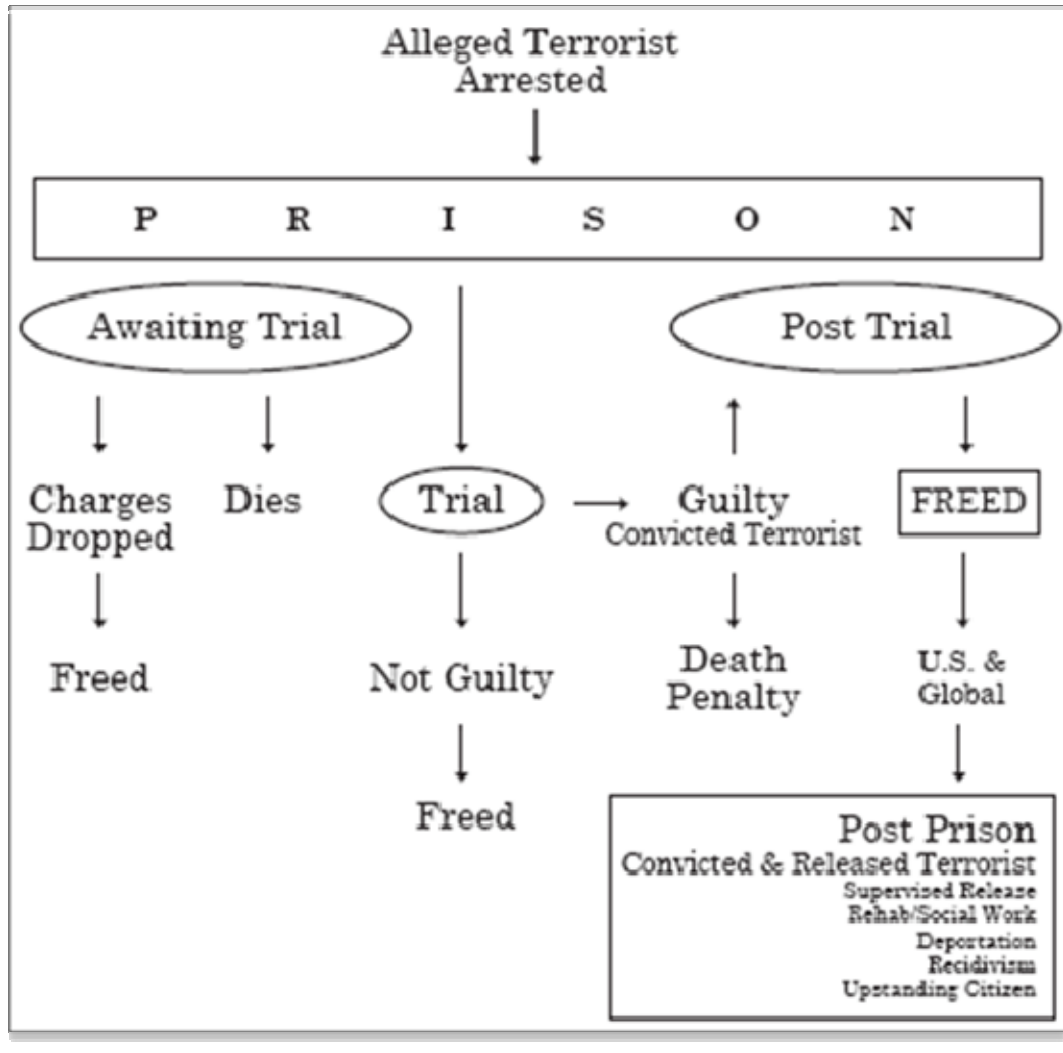 Alleged Terrorist
Arrested
P R I S O N
Awaiting Trial
Post Trial
Charges
Dropped
Dies
Trial
Guilty
Convicted Terrorist
FREED
Freed
Not Guilty
Death
Penalty
U.S. &
Global
Freed
Post Prison
Convicted & Released Terrorist
Supervised Release
Rehab/Social Work
Deportation
Recidivism
Upstanding Citizen